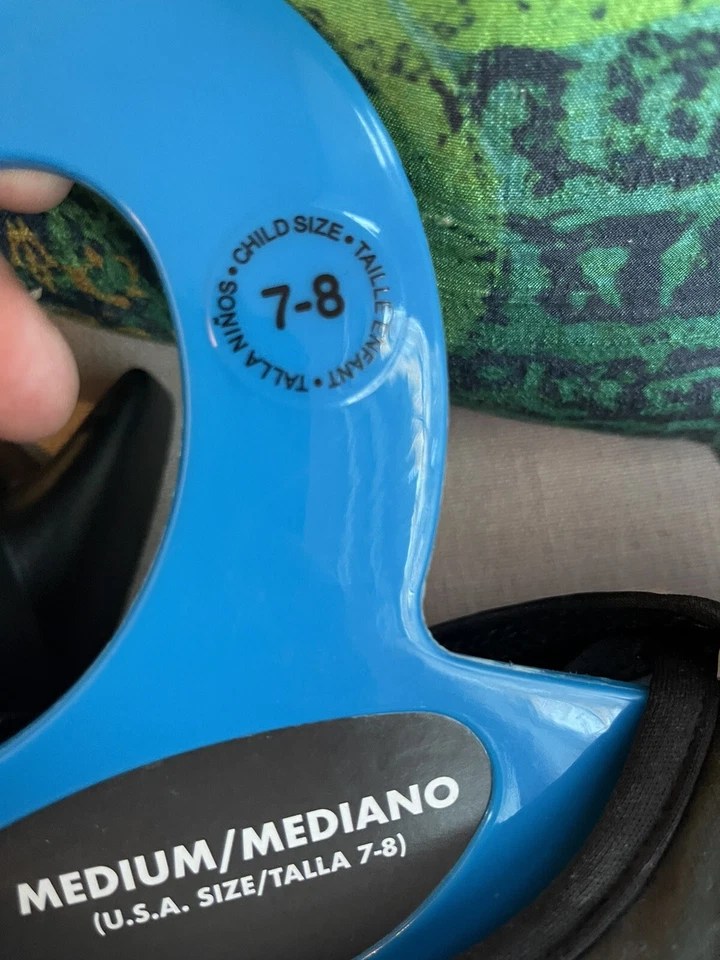 • CHILD SIZE • TAILLE ENFANT • TALLA NIÑOS
7-8
MEDIUM/MEDIANO
(U.S.A. SIZE/TALLA 7-8)